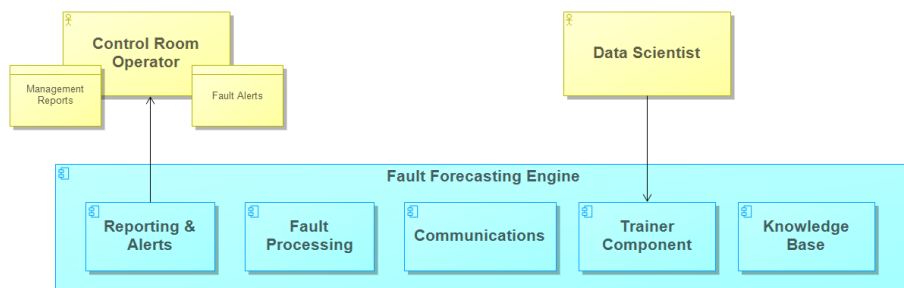 Control Room
Operator
Management
Reports
Fault Alerts
Data Scientist
Fault Forecasting Engine
Reporting &
Alerts
Fault
Processing
Communications
Trainer
Component
Knowledge
Base